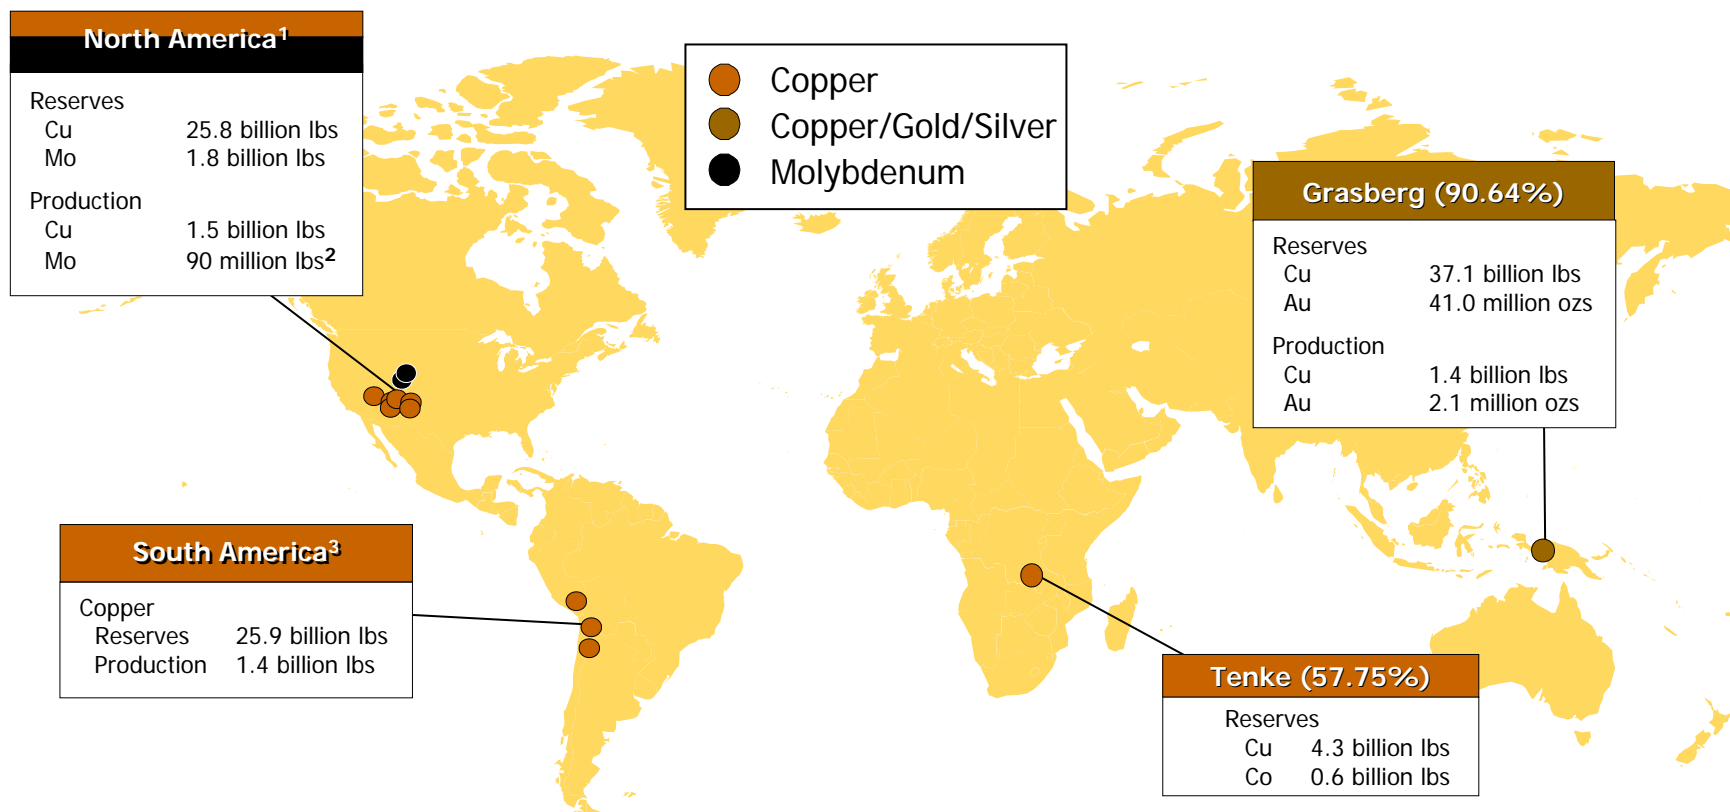 North America¹
Reserves
Cu 25.8 billion lbs
Mo 1.8 billion lbs
Production
Cu 1.5 billion lbs
Mo 90 million lbs²
Copper
Copper/Gold/Silver
Molybdenum
Grasberg (90.64%)
Reserves
Cu 37.1 billion lbs
Au 41.0 million ozs
Production
Cu 1.4 billion lbs
Au 2.1 million ozs
South America³
Copper
Reserves 25.9 billion lbs
Production 1.4 billion lbs
Tenke (57.75%)
Reserves
Cu 4.3 billion lbs
Co 0.6 billion lbs